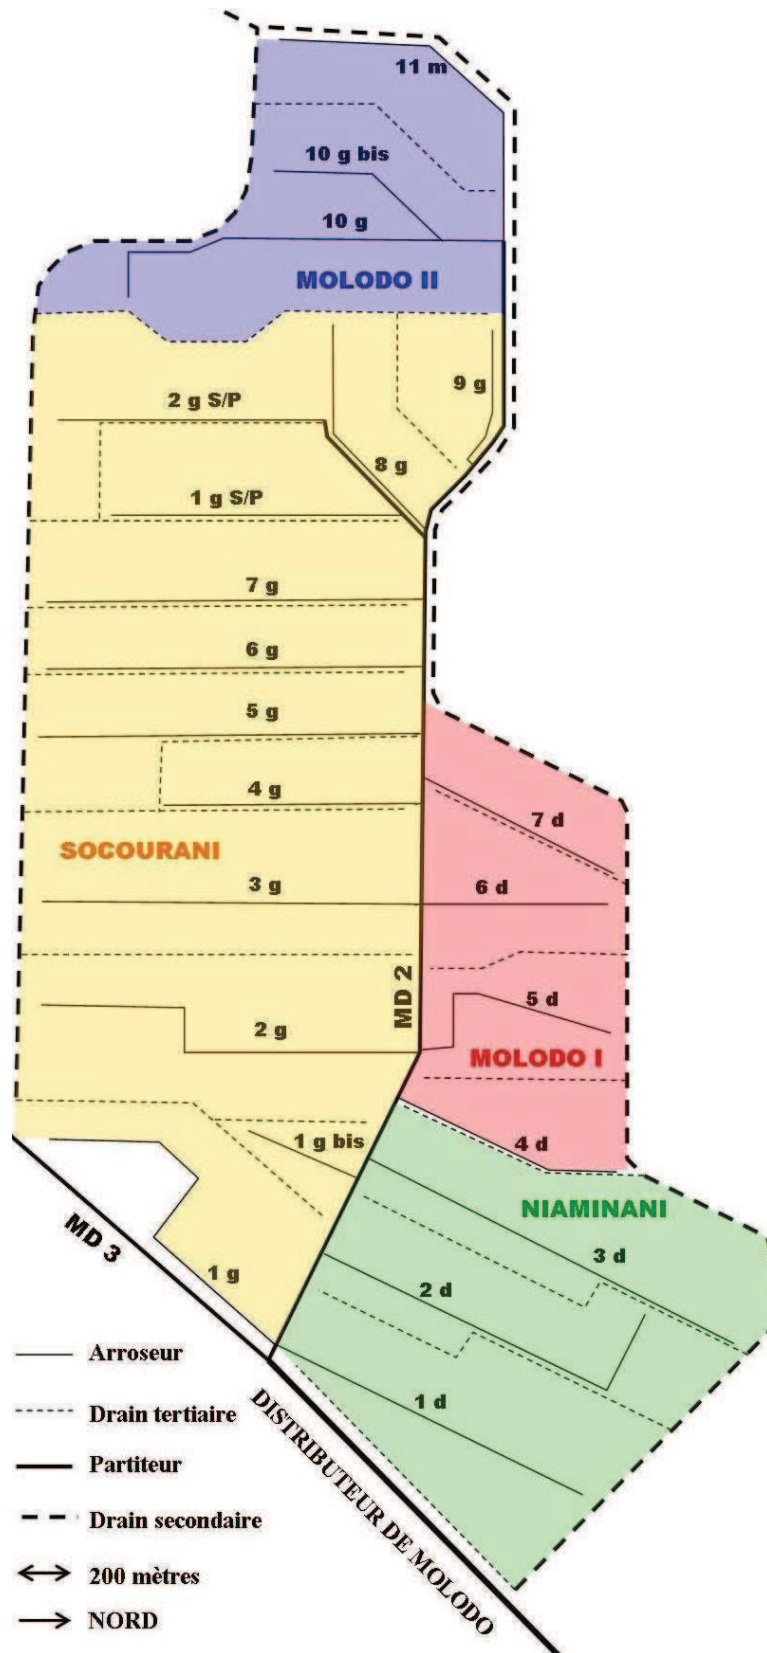 11 m
10 g bis
10 g
MOLODO II
9 g
2 g S/P
8 g
1 g S/P
7 g
6 g
5 g
4 g
7 d
SOCOURANI
3 g
6 d
MD 2
5 d
2 g
MOLODO I
1 g bis
4 d
NIAMINANI
MD 3
3 d
1 g
2 d
1 d
DISTRIBUTEUR DE MOLODO
Arroseur
Drain tertiaire
Partiteur
Drain secondaire
200 mètres
NORD